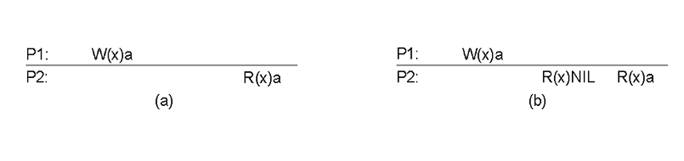 P1: W(x)a
P2: R(x)a
(a)
P1: W(x)a
P2: R(x)NIL R(x)a
(b)